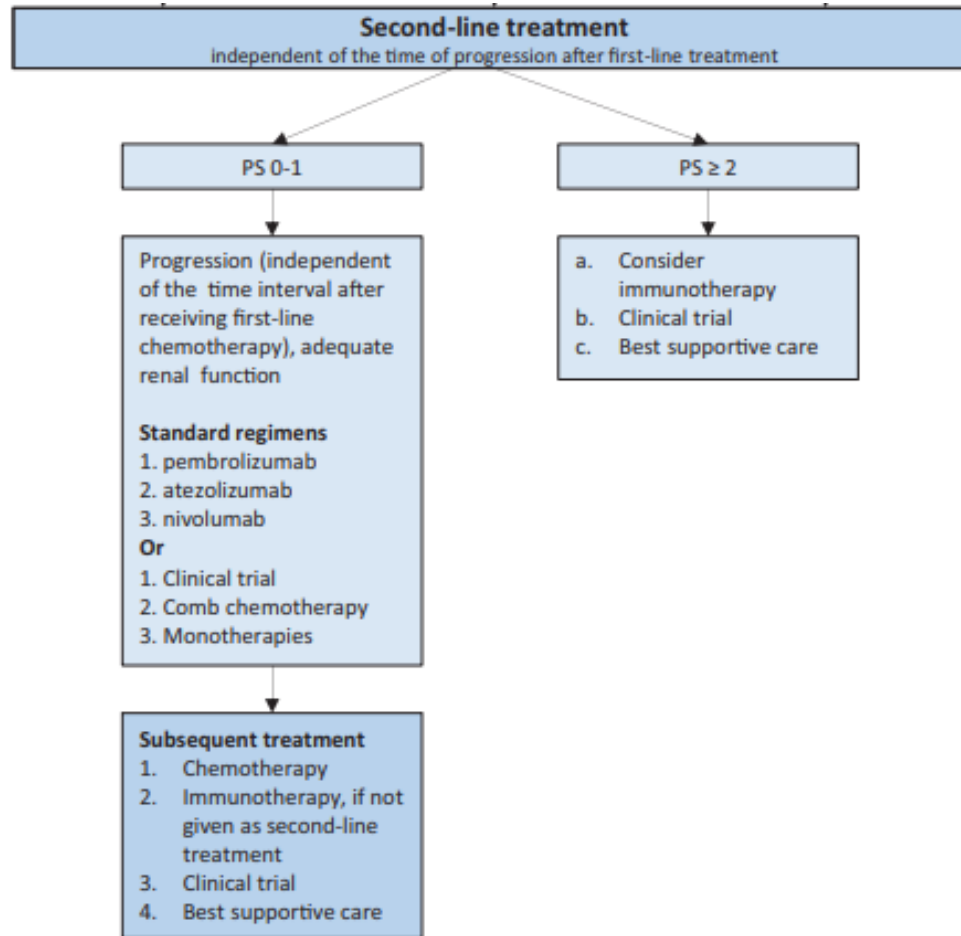 Second-line treatment
independent of the time of progression after first-line treatment
PS 0-1
PS ≥ 2
Progression (independent
of the time interval after
receiving first-line
chemotherapy), adequate
renal function
Standard regimens
1. pembrolizumab
2. atezolizumab
3. nivolumab
Or
1. Clinical trial
2. Comb chemotherapy
3. Monotherapies
a. Consider
immunotherapy
b. Clinical trial
c. Best supportive care
Subsequent treatment
1. Chemotherapy
2. Immunotherapy, if not
given as second-line
treatment
3. Clinical trial
4. Best supportive care